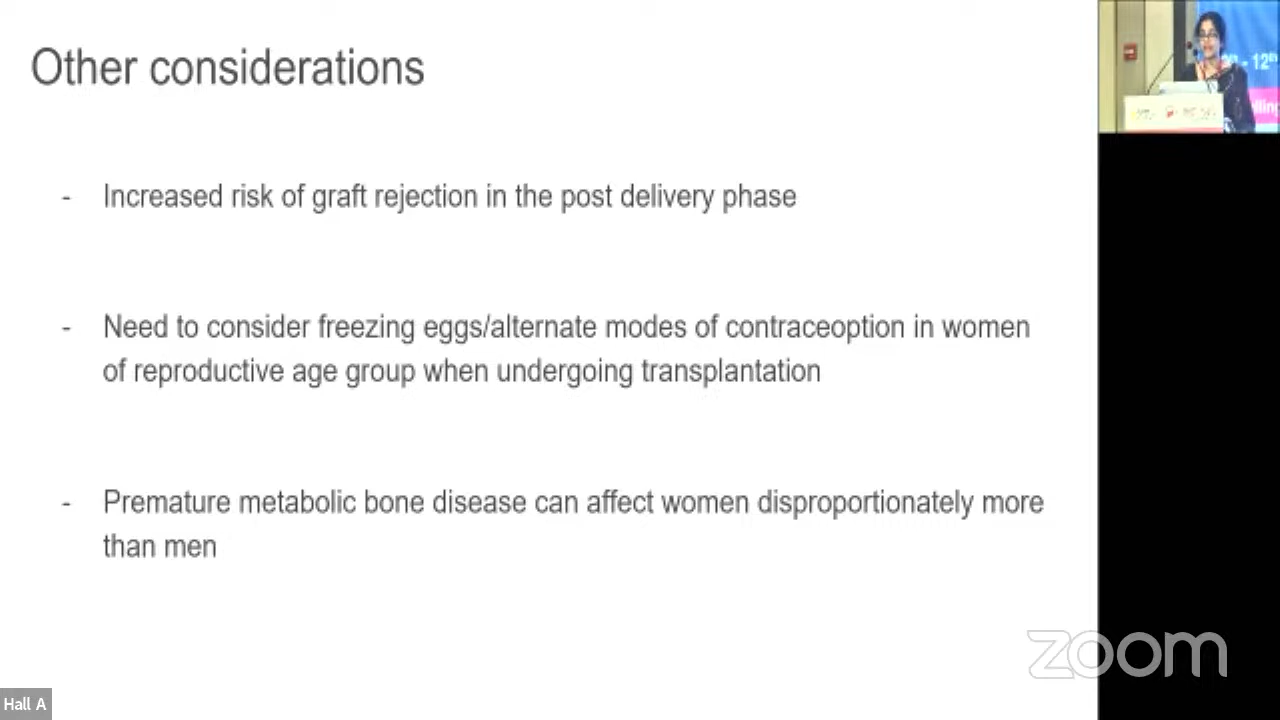 Other considerations
- Increased risk of graft rejection in the post delivery phase
- Need to consider freezing eggs/alternate modes of contraceoption in women
of reproductive age group when undergoing transplantation
- Premature metabolic bone disease can affect women disproportionately more
than men
- 12th
zoom
Hall A